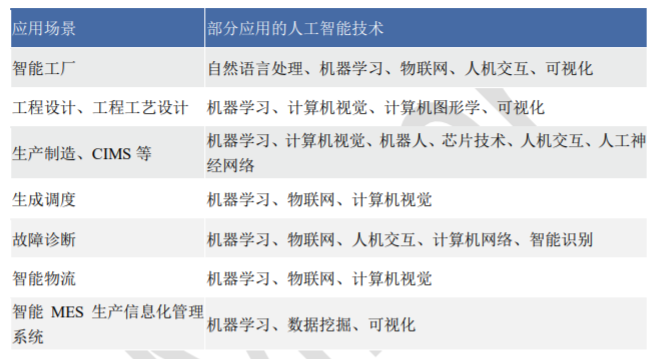 应用场景 部分应用的人工智能技术
智能工厂 自然语言处理、机器学习、物联网、人机交互、可视化
工程设计、工程工艺设计 机器学习、计算机视觉、计算机图形学、可视化
生产制造、CIMS 等 机器学习、计算机视觉、机器人、芯片技术、人机交互、人工神
经网络
生成调度 机器学习、物联网、计算机视觉
故障诊断 机器学习、物联网、人机交互、计算机网络、智能识别
智能物流 机器学习、物联网、计算机视觉
智能 MES 生产信息化管理
系统 机器学习、数据挖掘、可视化